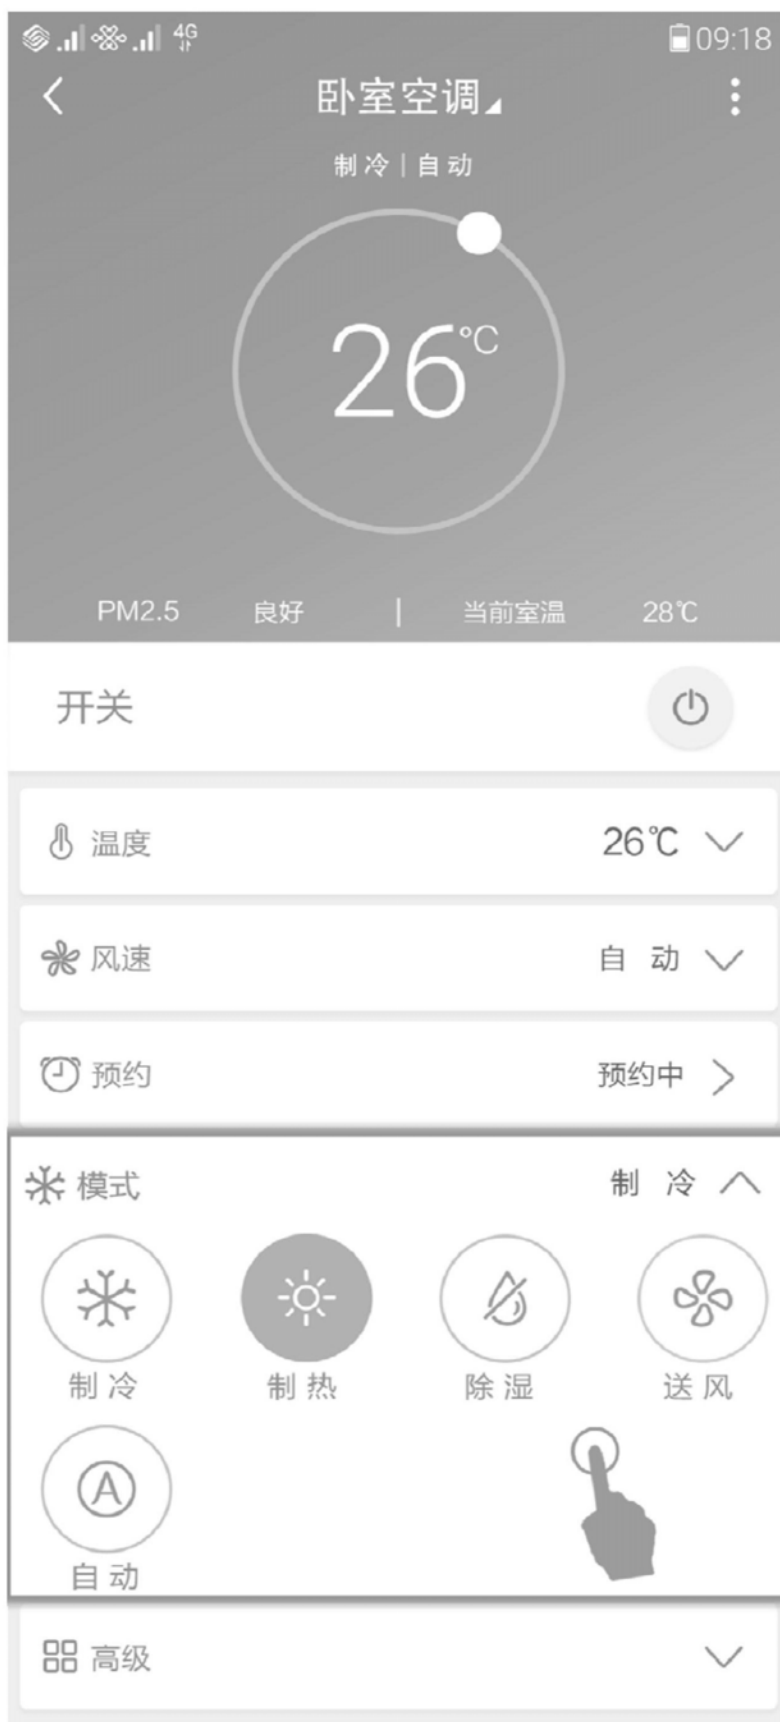 4G 09:18
卧室空调
制冷 | 自动
26℃
PM2.5 良好 | 当前室温 28℃
开关
温度 26℃
风速 自动
预约 预约中
模式 制冷
制冷 制热 除湿 送风
A
自动
高级